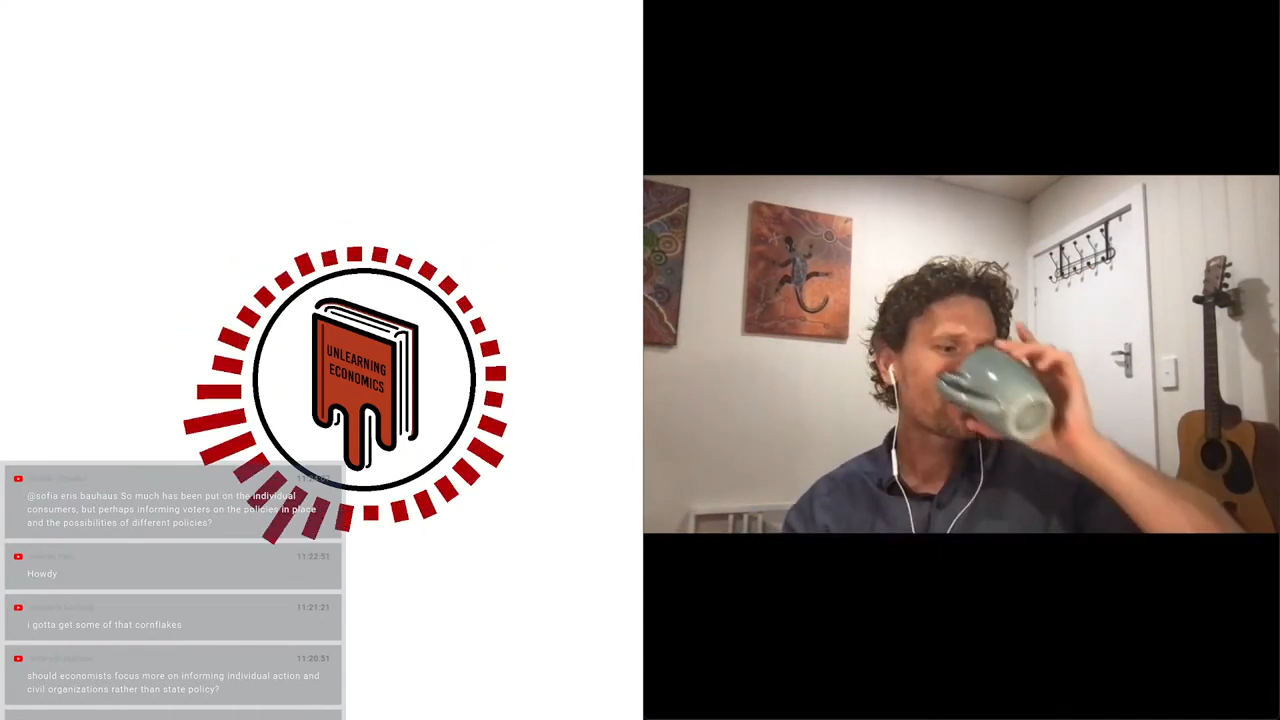 UNLEARNING
ECONOMICS
@sofia eris bauhaus So much has been put on the individual
consumers, but perhaps informing voters on the policies in place
and the possibilities of different policies?
11:22:51
Howdy
11:21:21
i gotta get some of that cornflakes
11:20:51
should economists focus more on informing individual action and
civil organizations rather than state policy?